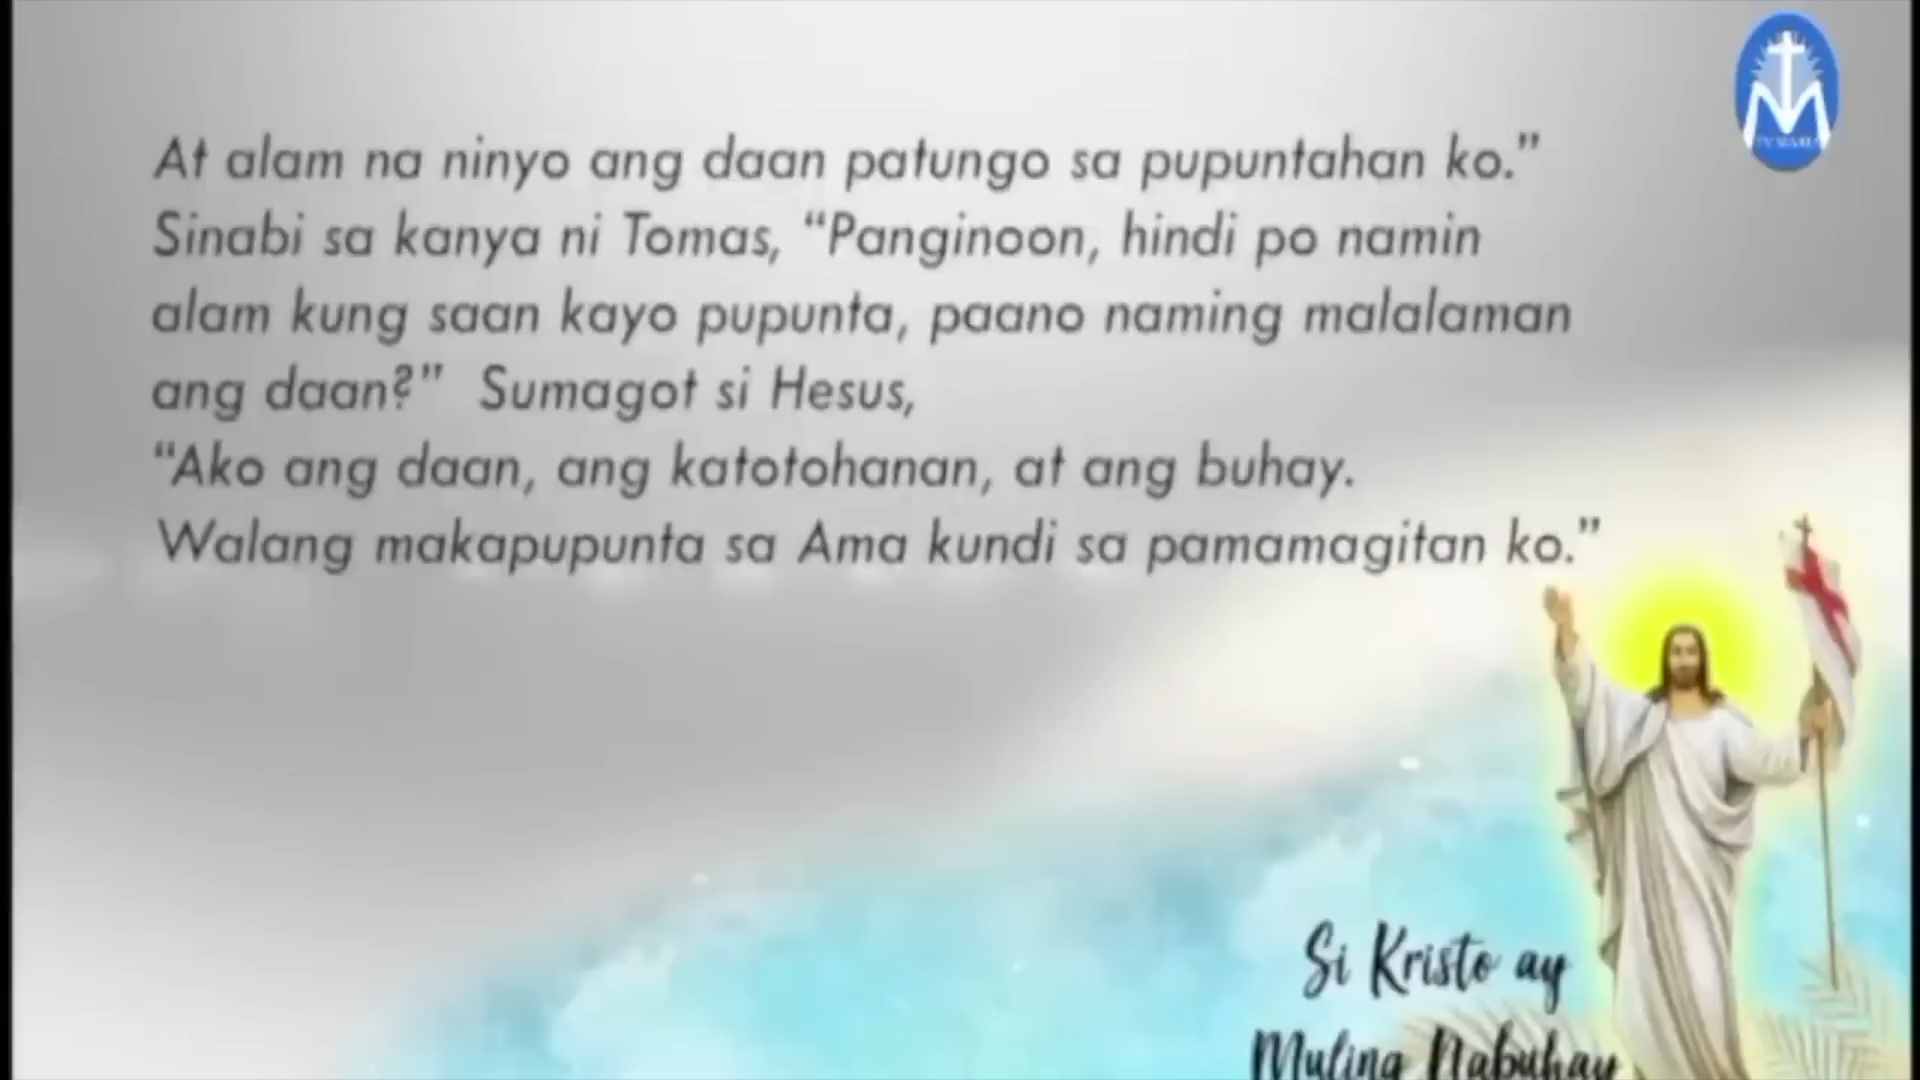 At alam na ninyo ang daan patungo sa pupuntahan ko.”
Sinabi sa kanya ni Tomas, “Panginoon, hindi po namin
alam kung saan kayo pupunta, paano naming malalaman
ang daan?”  Sumagot si Hesus,
“Ako ang daan, ang katotohanan, at ang buhay.
Walang makapupunta sa Ama kundi sa pamamagitan ko.”
Si Kristo ay
Muling Nabuhay